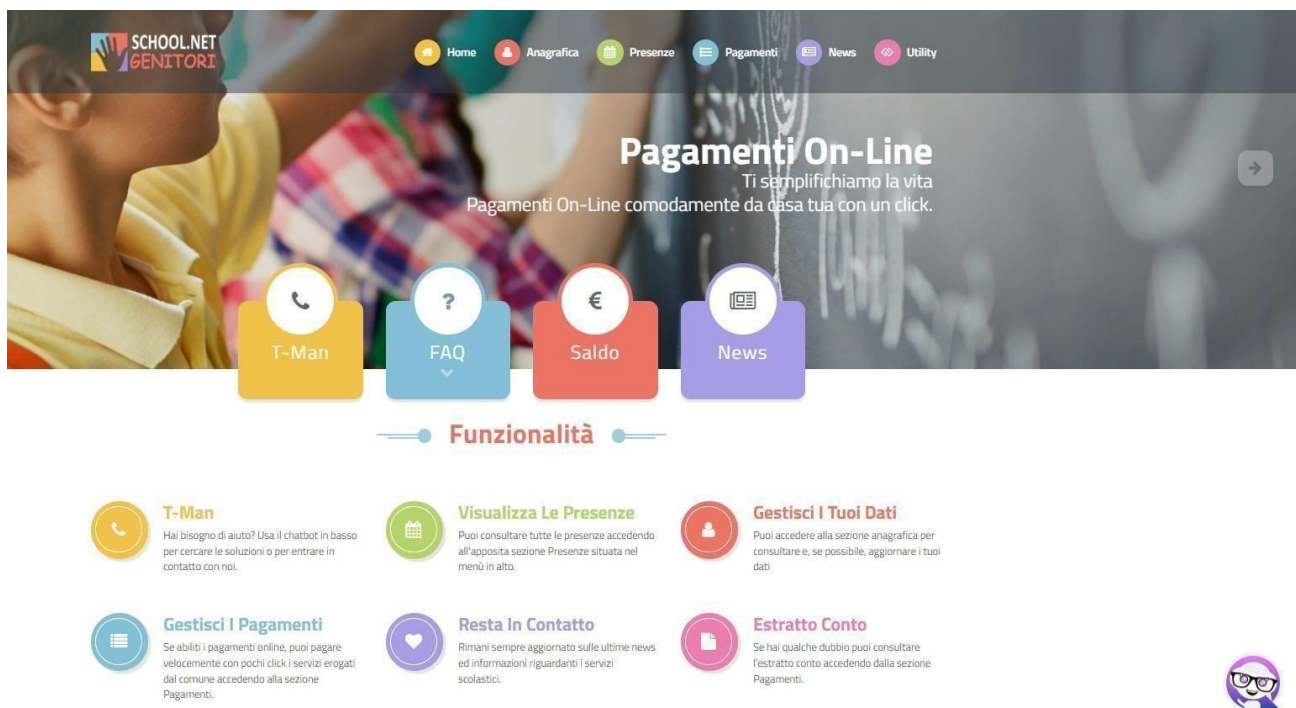 SCHOOL.NET
GENITORI
Home Anagrafica Presenze Pagamenti News Utility
Pagamenti On-Line
Ti semplifichiamo la vita
Pagamenti On-Line comodamente da casa tua con un click.
T-Man
FAQ
Saldo
News
Funzionalità
T-Man
Hai bisogno di aiuto? Usa il chatbot in basso
per cercare le soluzioni o per entrare in
contatto con noi.
Visualizza Le Presenze
Puoi consultare tutte le presenze accedendo
all'apposita sezione Presenze situata nel
menù in alto.
Gestisci I Tuoi Dati
Puoi accedere alla sezione anagrafica per
consultare e, se possibile, aggiornare i tuoi
dati
Gestisci I Pagamenti
Se abiliti i pagamenti online, puoi pagare
velocemente con pochi click i servizi erogati
dal comune accedendo alla sezione
Pagamenti.
Resta In Contatto
Rimani sempre aggiornato sulle ultime news
ed informazioni riguardanti i servizi
scolastici.
Estratto Conto
Se hai qualche dubbio puoi consultare
l'estratto conto accedendo dalla sezione
Pagamenti.